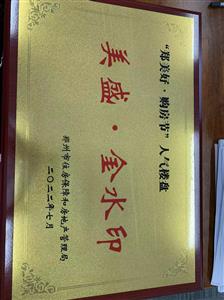 “郑美好·购房节”人气楼盘
美盛·金水印
郑州市住房保障和房地产管理局
二〇二二年七月